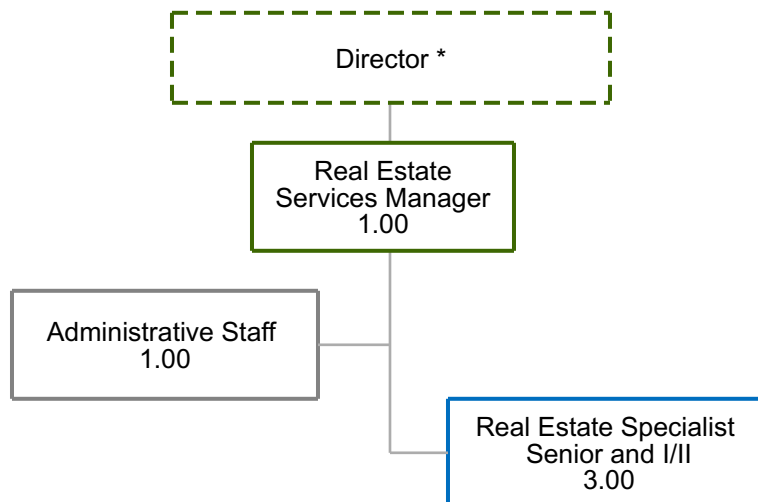 Director *
Real Estate
Services Manager
1.00
Administrative Staff
1.00
Real Estate Specialist
Senior and I/II
3.00